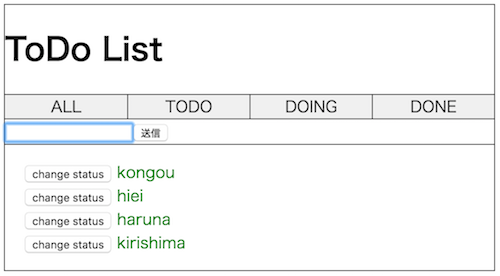 ToDo List
ALL TODO DOING DONE
送信
change status kongou
change status hiei
change status haruna
change status kirishima